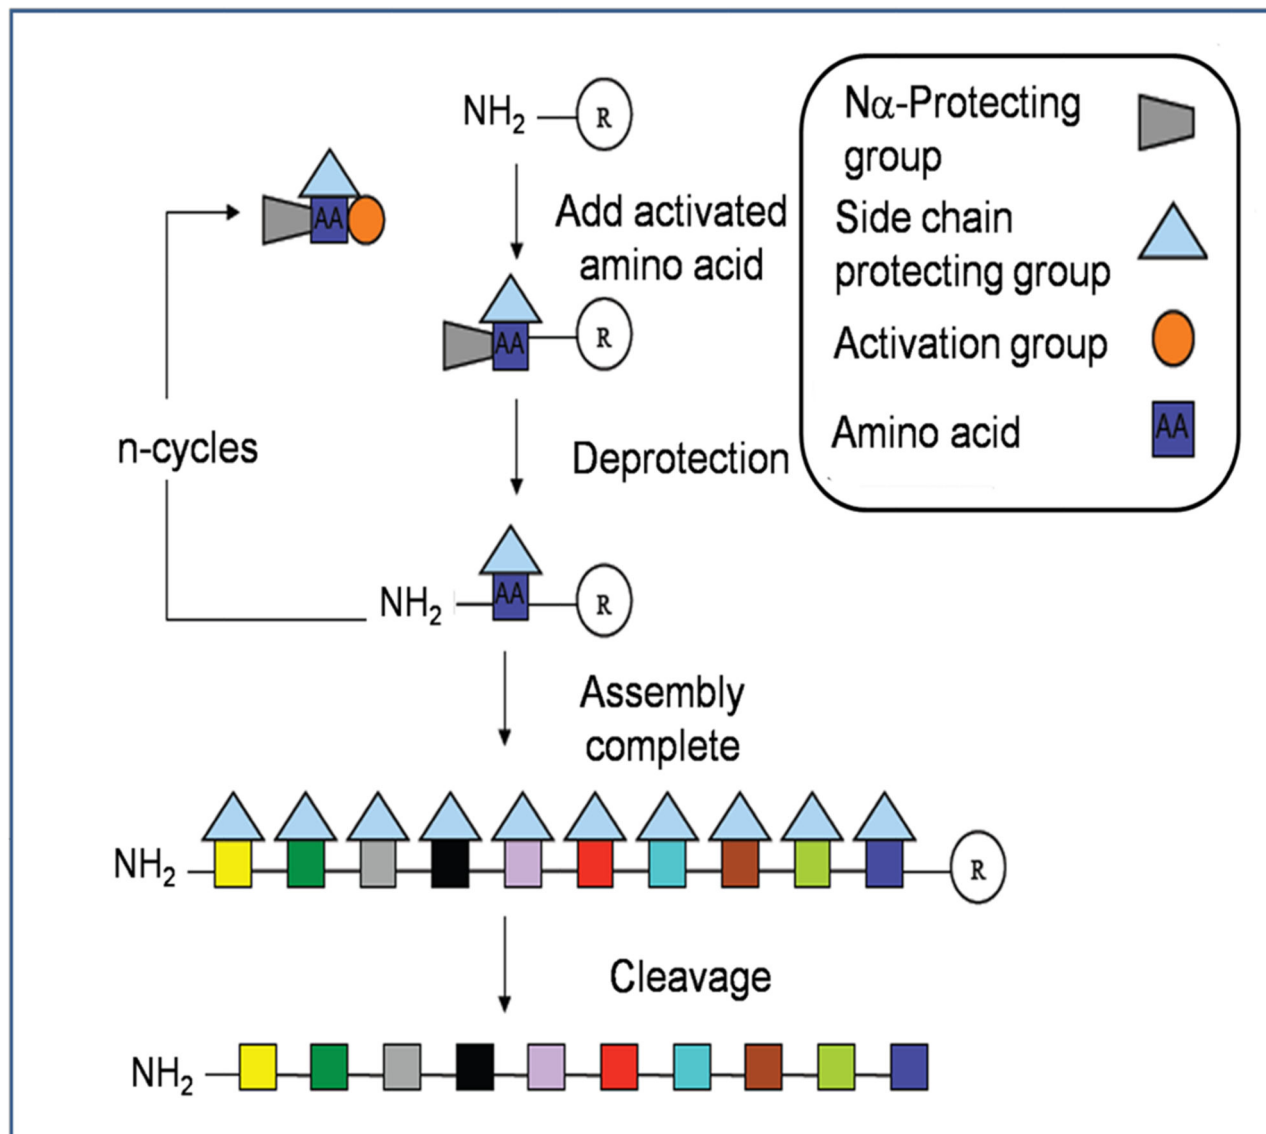 NH2
R
Add activated
amino acid
AA
AA
R
n-cycles
Deprotection
NH2
AA
R
Assembly
complete
NH2
R
Cleavage
NH2
Nα-Protecting
group
Side chain
protecting group
Activation group
Amino acid
AA